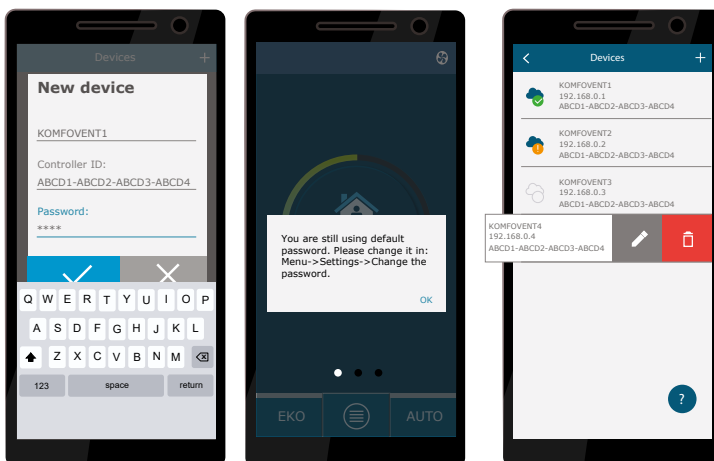 Devices +
New device
KOMFOVENT1
Controller ID:
ABCD1-ABCD2-ABCD3-ABCD4
Password:
****
Q W E R T Y U I O P
A S D F G H J K L
Z X C V B N M
123 space return
You are still using default
password. Please change it in:
Menu->Settings->Change the
password.
OK
EKO AUTO
Devices +
KOMFOVENT1
192.168.0.1
ABCD1-ABCD2-ABCD3-ABCD4
KOMFOVENT2
192.168.0.2
ABCD1-ABCD2-ABCD3-ABCD4
KOMFOVENT3
192.168.0.3
ABCD1-ABCD2-ABCD3-ABCD4
KOMFOVENT4
192.168.0.4
ABCD1-ABCD2-ABCD3-ABCD4
?